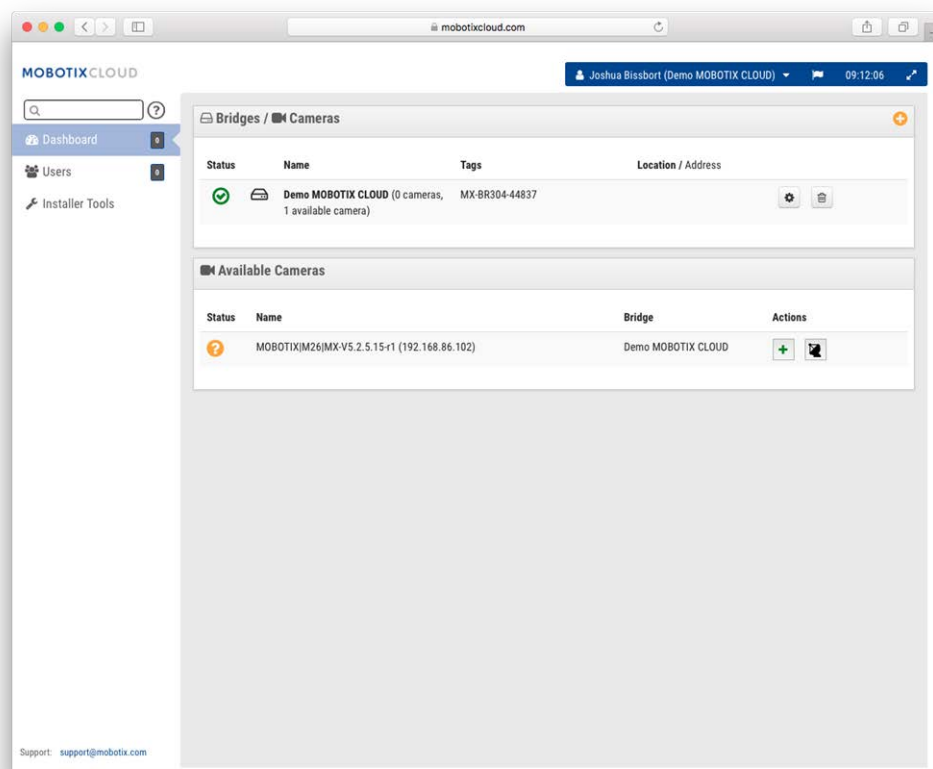 mobotixcloud.com
MOBOTIXCLOUD
Joshua Bissbort (Demo MOBOTIX CLOUD)
09:12:06
Dashboard
0
Users
0
Installer Tools
Bridges / Cameras
Status Name Tags Location / Address
Demo MOBOTIX CLOUD (0 cameras, MX-BR304-44837
1 available camera)
Available Cameras
Status Name Bridge Actions
MOBOTIX|M26|MX-V5.2.5.15-r1 (192.168.86.102) Demo MOBOTIX CLOUD
Support: support@mobotix.com